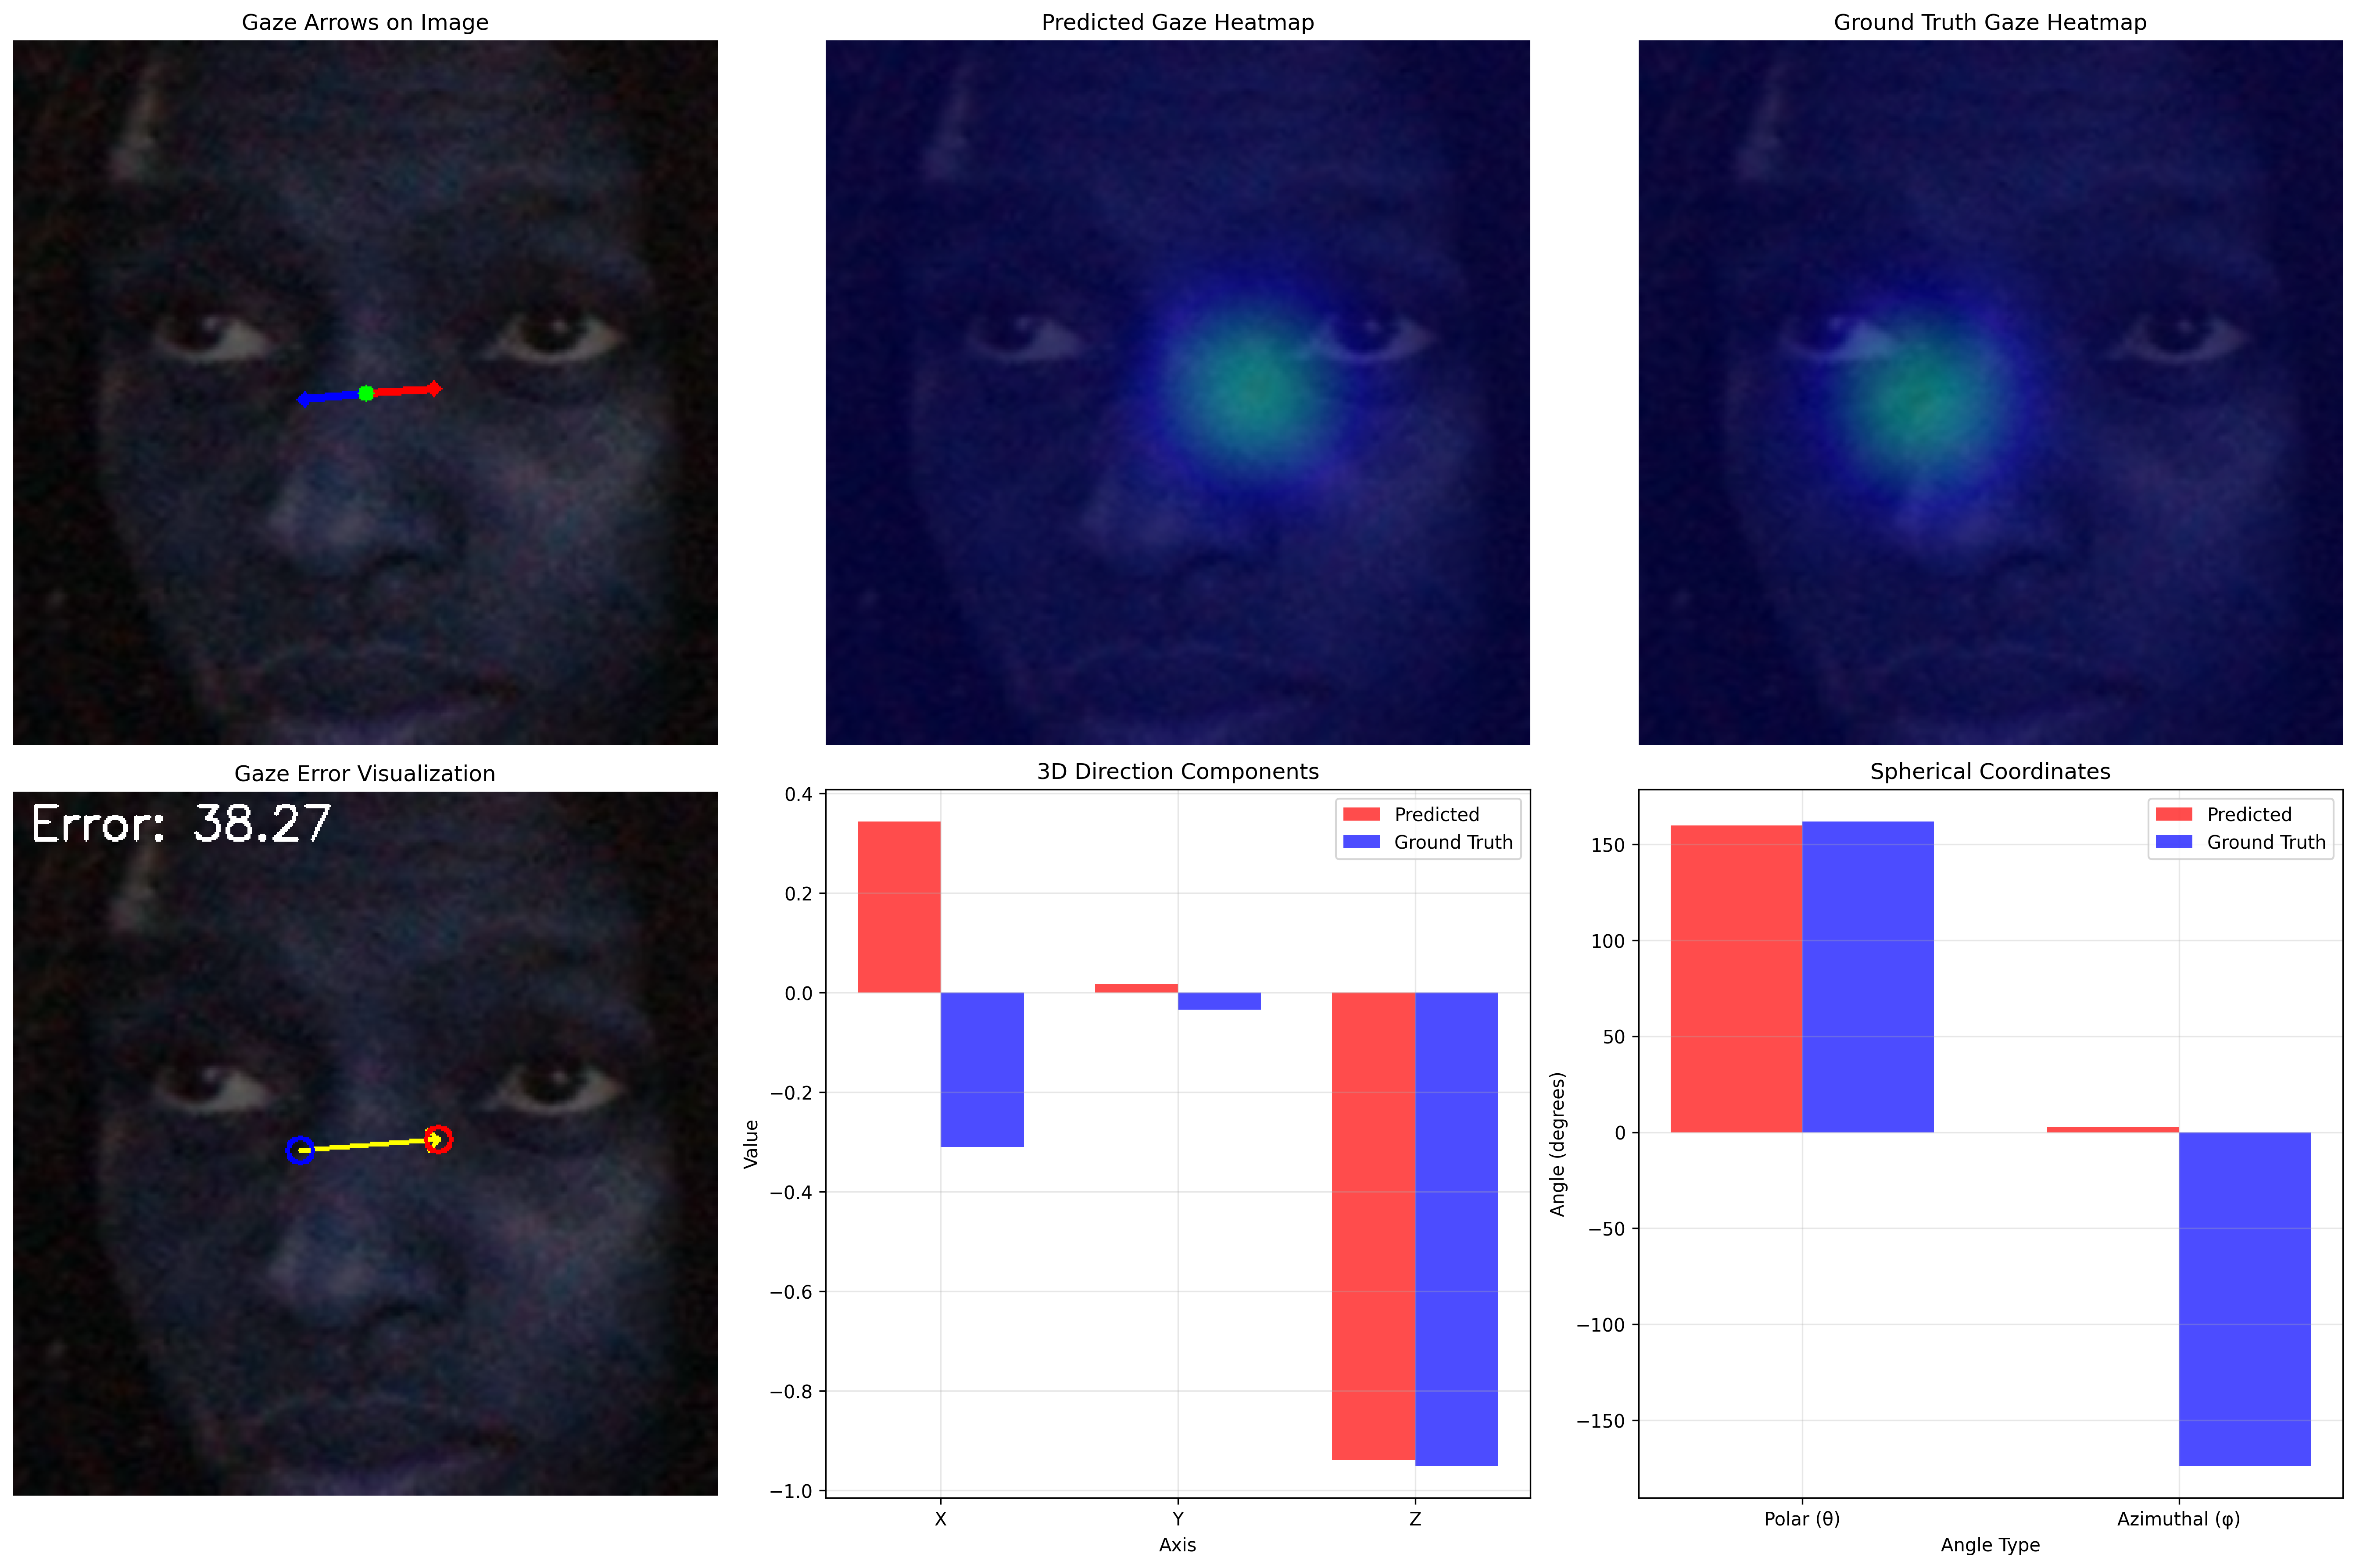 Gaze Arrows on Image
Predicted Gaze Heatmap
Ground Truth Gaze Heatmap
Gaze Error Visualization
Error: 38.27
3D Direction Components
Predicted
Ground Truth
0.4
0.2
0.0
−0.2
−0.4
−0.6
−0.8
−1.0
Value
X
Y
Z
Axis
Spherical Coordinates
Predicted
Ground Truth
150
100
50
0
−50
−100
−150
Angle (degrees)
Polar (θ)
Azimuthal (φ)
Angle Type